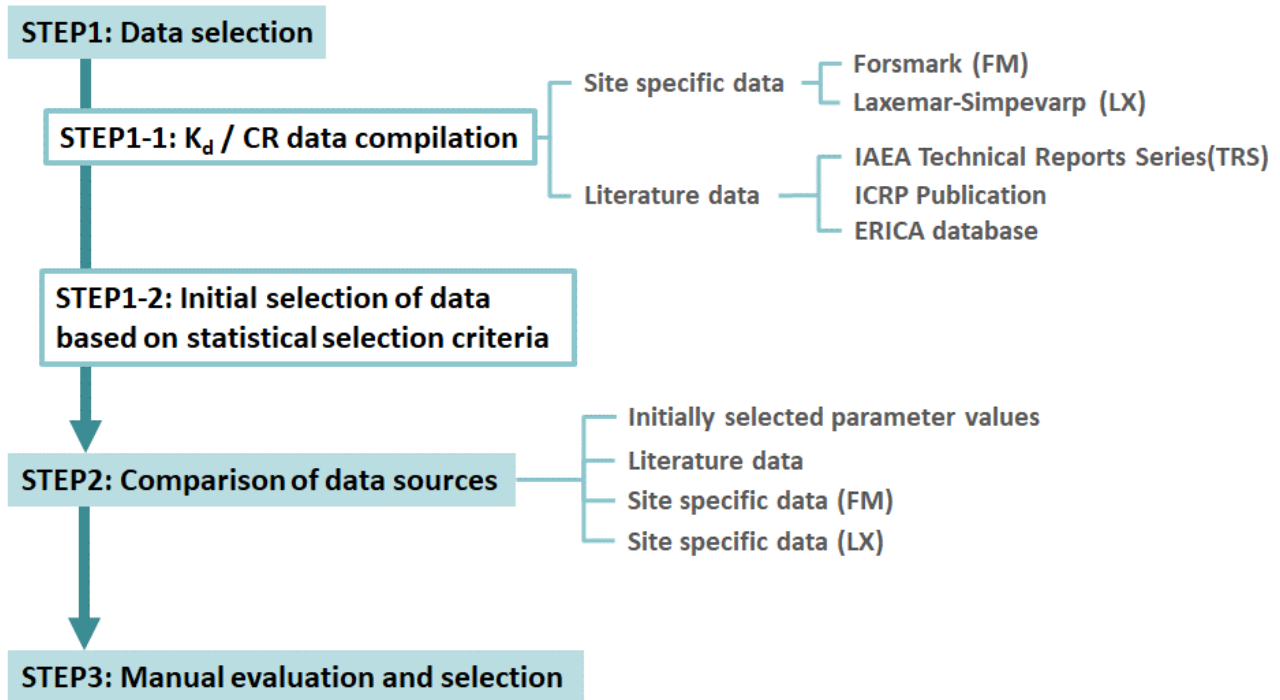 STEP1: Data selection
Site specific data
Forsmark (FM)
Laxemar-Simpevarp (LX)
STEP1-1: Kd / CR data compilation
Literature data
IAEA Technical Reports Series(TRS)
ICRP Publication
ERICA database
STEP1-2: Initial selection of data
based on statistical selection criteria
STEP2: Comparison of data sources
Initially selected parameter values
Literature data
Site specific data (FM)
Site specific data (LX)
STEP3: Manual evaluation and selection